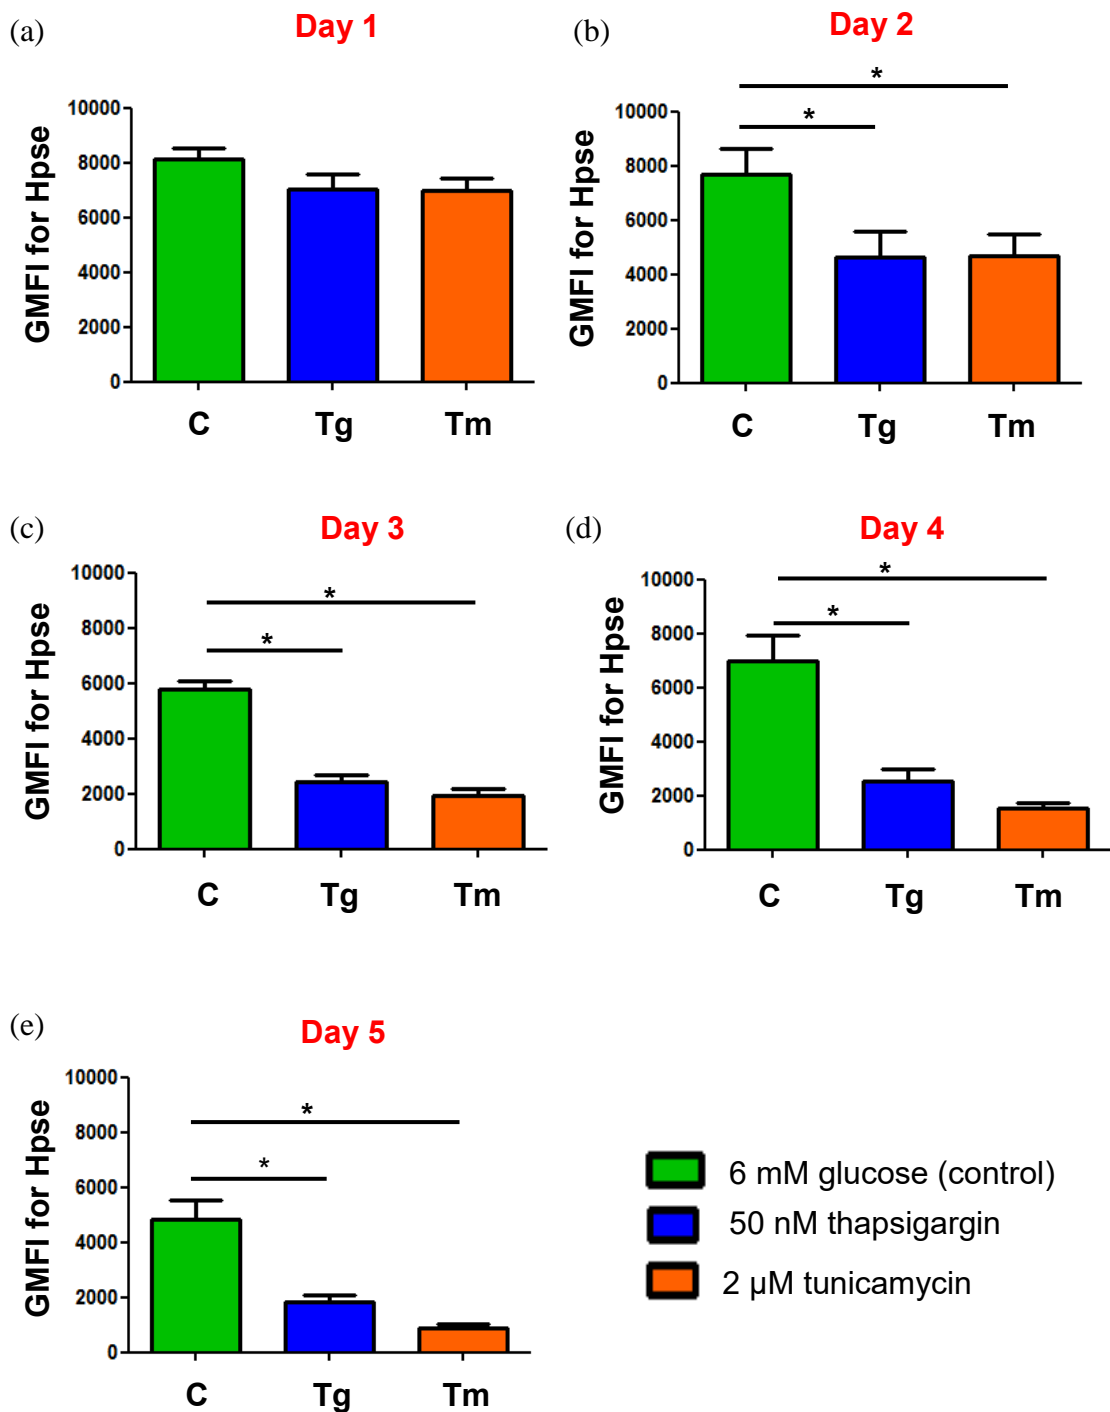 (a) Day 1
GMFI for Hpse
10000
8000
6000
4000
2000
0
C Tg Tm
(b) Day 2
* 
*
GMFI for Hpse
10000
8000
6000
4000
2000
0
C Tg Tm
(c) Day 3
*
*
GMFI for Hpse
10000
8000
6000
4000
2000
0
C Tg Tm
(d) Day 4
*
*
GMFI for Hpse
10000
8000
6000
4000
2000
0
C Tg Tm
(e) Day 5
*
*
GMFI for Hpse
10000
8000
6000
4000
2000
0
C Tg Tm
6 mM glucose (control)
50 nM thapsigargin
2 µM tunicamycin